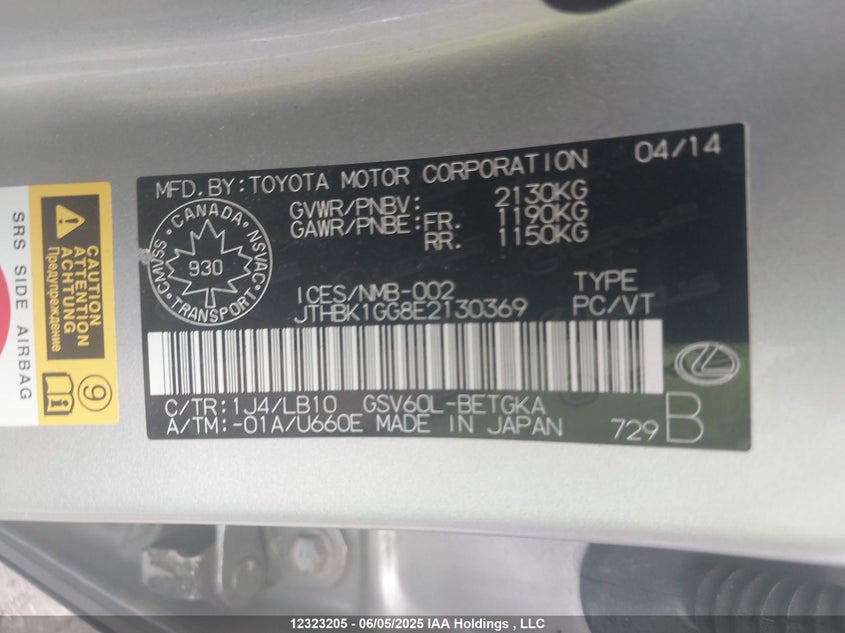 MFD.BY:TOYOTA MOTOR CORPORATION 04/14
GVWR/PNBV: 2130KG
GAWR/PNBE:FR. 1190KG
RR. 1150KG
CANADA
CMVSS NSVAC
930
TRANSPORT
ICES/NMB-002 TYPE
JTHBK1GG8E2130369 PC/VT
C/TR:1J4/LB10 GSV60L-BETGKA
A/TM:-01A/U660E MADE IN JAPAN 729 B
SRS SIDE AIRBAG
CAUTION
ATTENTION
ACHTUNG
Предупреждение
9
12323205 - 06/05/2025 IAA Holdings , LLC